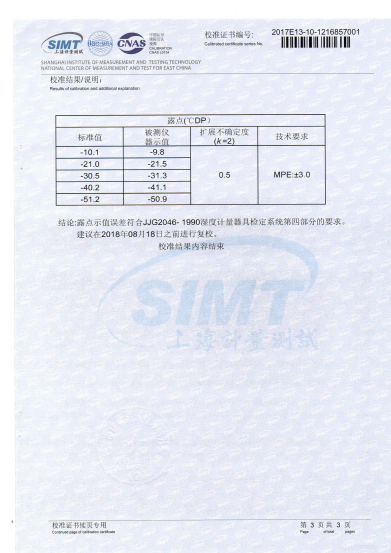 SIMT
ilac-MRA
CNAS
CALIBRATION
校准证书编号:
Calibrated certificate series No.
2017E13-10-1216857001
SHANGHAI INSTITUTE OF MEASUREMENT AND TESTING TECHNOLOGY
NATIONAL CENTER OF MEASUREMENT AND TEST FOR EAST CHINA
校准结果/说明:
Results of calibration and additional explanation
露点(℃DP)
标准值 被测仪器示值 扩展不确定度(k=2) 技术要求
-10.1 -9.8
-21.0 -21.5
-30.5 -31.3 0.5 MPE:±3.0
-40.2 -41.1
-51.2 -50.9
结论:露点示值误差符合JJG2046- 1990湿度计量器具检定系统第四部分的要求。
建议在2018年08月18日之前进行复校。
校准结果内容结束
SIMT
上海计量测试
校准证书续页专用
Continued page of calibration certificate
第 3 页共 3 页
Page of total pages